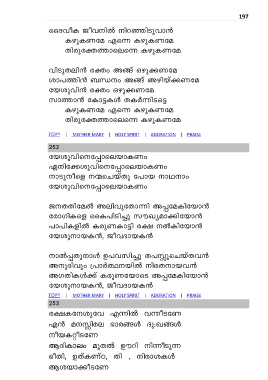 197
ദൈവീക ജീവനിൽ നിറഞ്ഞിടുവാൻ
കഴുകണമേ എന്നെ കഴുകണമേ
തിരുരക്തത്താലെന്നെ കഴുകണമേ
വിടുതലിൻ രക്തം അങ്ങ് ഒഴുക്കണമേ
ശാപത്തിൻ ബന്ധനം അങ്ങ് അഴിയ്ക്കണമേ
യേശുവിൻ രക്തം ഒഴുക്കണമേ
സാത്താൻ കോട്ടകൾ തകർന്നിടട്ടെ
കഴുകണമേ എന്നെ കഴുകണമേ
തിരുരക്തത്താലെന്നെ കഴുകണമേ
TOP^ | MOTHER MARY | HOLY SPIRIT | ADORATION | PRAISE
252
യേശുവിനെപ്പോലെയാകണം
എനിക്കേശുവിനെപ്പോലെയാകണം
നാടുനീളെ നന്മചെയ്തു പോയ നാഥനാം
യേശുവിനെപ്പോലെയാകണം
ജനതതിമേൽ അലിവുതോന്നി അപ്പമേകിയോൻ
രോഗികളെ കൈപിടിച്ചു സൗഖ്യമാക്കിയോൻ
പാപികളിൽ കരുണകാട്ടി രക്ഷ നൽകിയോൻ
യേശുനായകൻ, ജീവദായകൻ
നാൽപ്പതുനാൾ ഉപവസിച്ചു തപസ്സുചെയ്തവൻ
അനുദിവും പ്രാർത്ഥനയിൽ നിരതനായവൻ
അഗതികൾക്ക് കരുണയോടെ അപ്പമേകിയോൻ
യേശുനായകൻ, ജീവദായകൻ
TOP^ | MOTHER MARY | HOLY SPIRIT | ADORATION | PRAISE
253
രക്ഷകനേശുവേ എന്നിൽ വന്നീടണേ
എൻ മനസ്സിലെ ഭാരങ്ങൾ ദു:ഖങ്ങൾ
നീയകറ്റീടണേ
ആദികാലം മുതൽ ഊറി നിന്നീടുന്ന
ഭീതി, ഉത്കണ്ഠ, തി , നിരാശകൾ
ആശയാക്കീടണേ